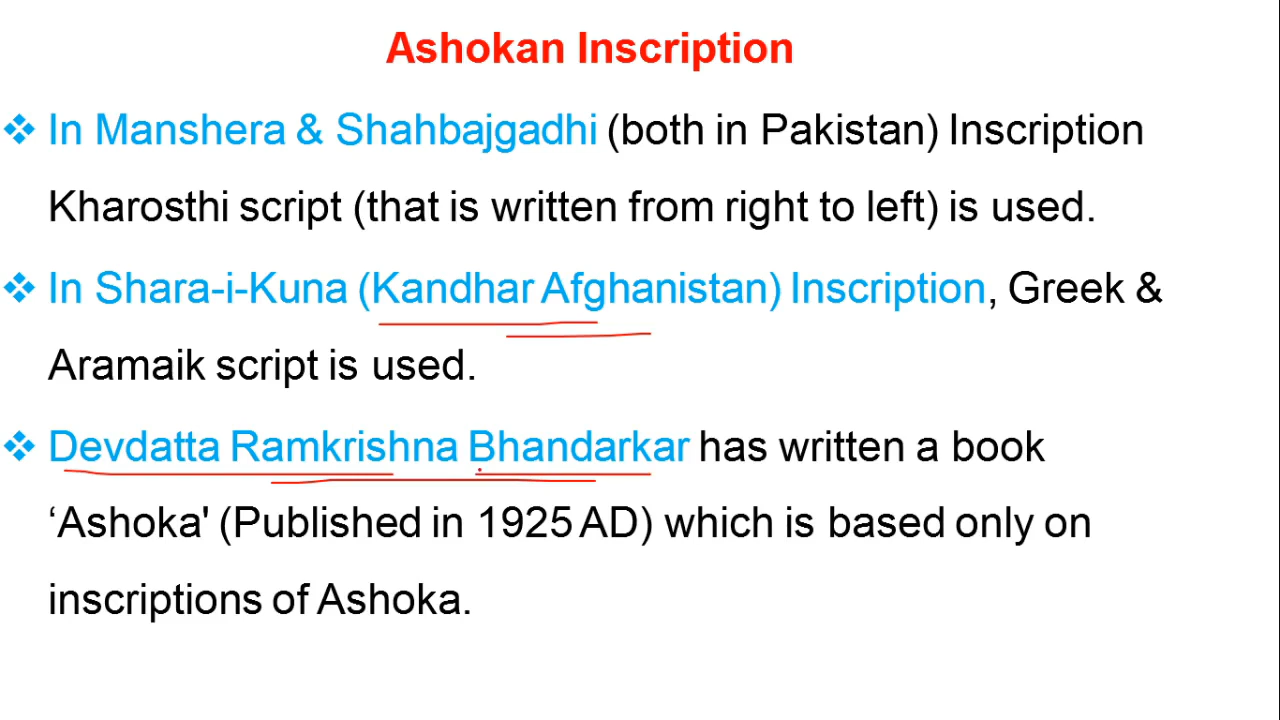 Ashokan Inscription
❖ In Manshera & Shahbajgadhi (both in Pakistan) Inscription
Kharosthi script (that is written from right to left) is used.
❖ In Shara-i-Kuna (Kandhar Afghanistan) Inscription, Greek &
Aramaik script is used.
❖ Devdatta Ramkrishna Bhandarkar has written a book
‘Ashoka' (Published in 1925 AD) which is based only on
inscriptions of Ashoka.